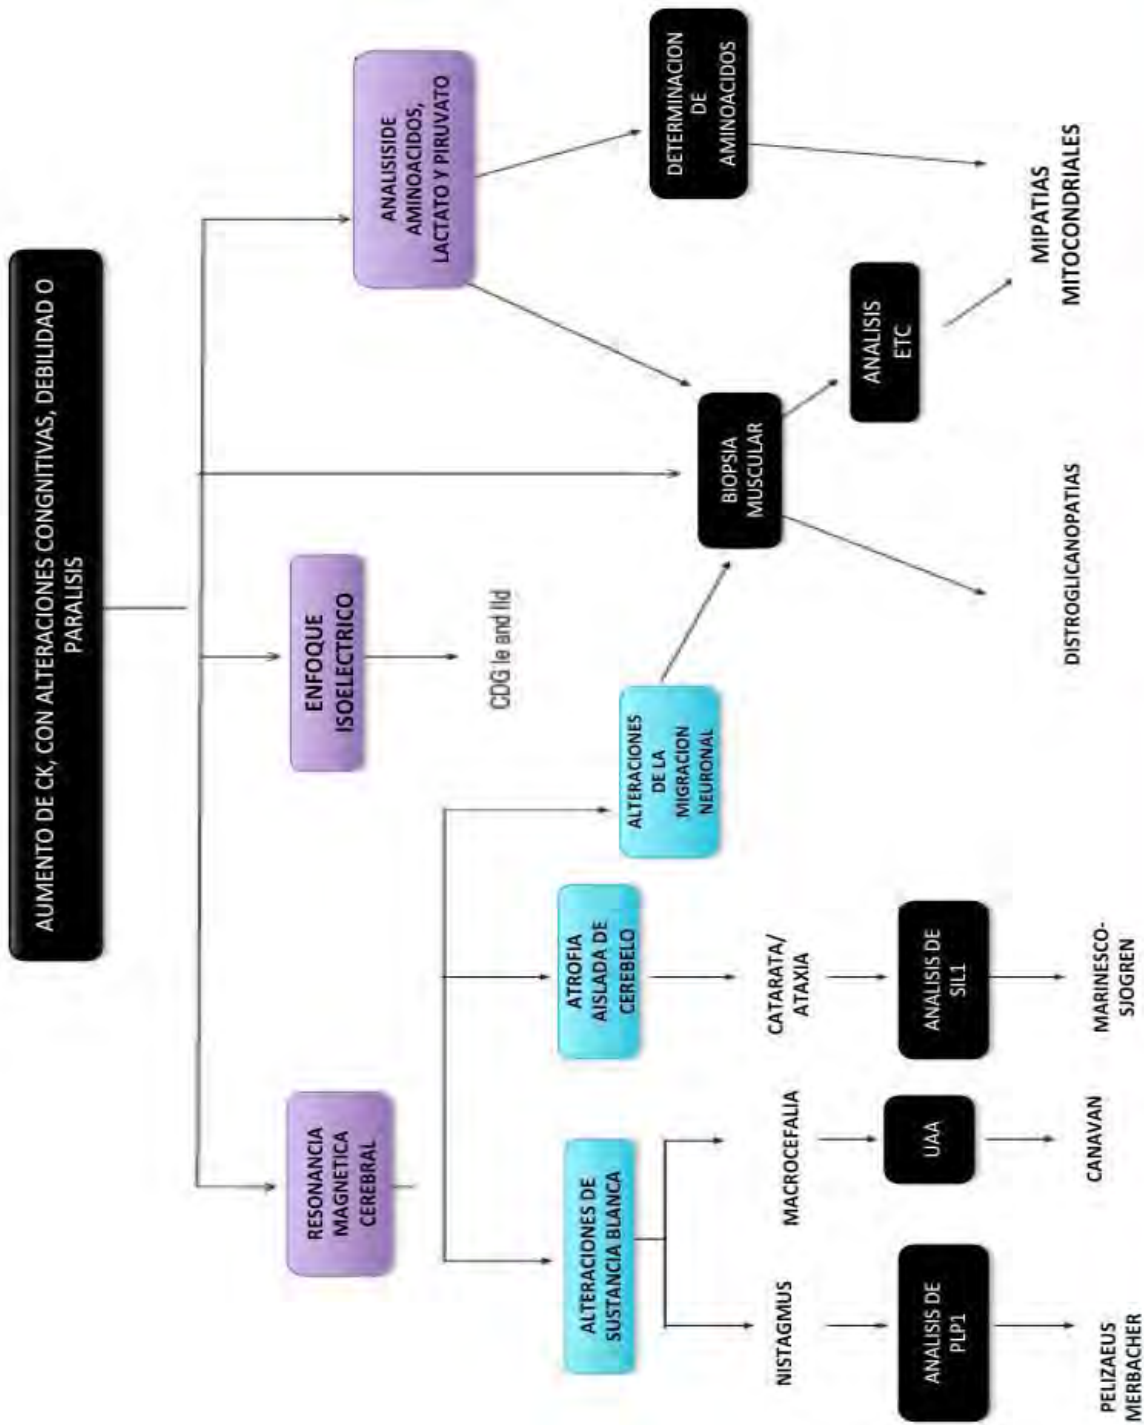 AUMENTO DE CK, CON ALTERACIONES CONGNITIVAS, DEBILIDAD O
PARALISIS
RESONANCIA
MAGNETICA
CEREBRAL
ENFOQUE
ISOELECTRICO
ANALISISDE
AMINOACIDOS,
LACTATO Y PIRUVATO
CDG Ie and IId
ALTERACIONES DE
SUSTANCIA BLANCA
ATROFIA
AISLADA DE
CEREBELO
ALTERACIONES
DE LA
MIGRACION
NEURONAL
BIOPSIA
MUSCULAR
DETERMINACION
DE
AMINOACIDOS
NISTAGMUS
MACROCEFALIA
CATARATA/
ATAXIA
ANALISIS
ETC
ANALISIS DE
PLP1
UAA
ANALISIS DE
SIL1
PELIZAEUS
MERBACHER
CANAVAN
MARINESCO-
SJOGREN
DISTROGLICANOPATIAS
MIPATIAS
MITOCONDRIALES